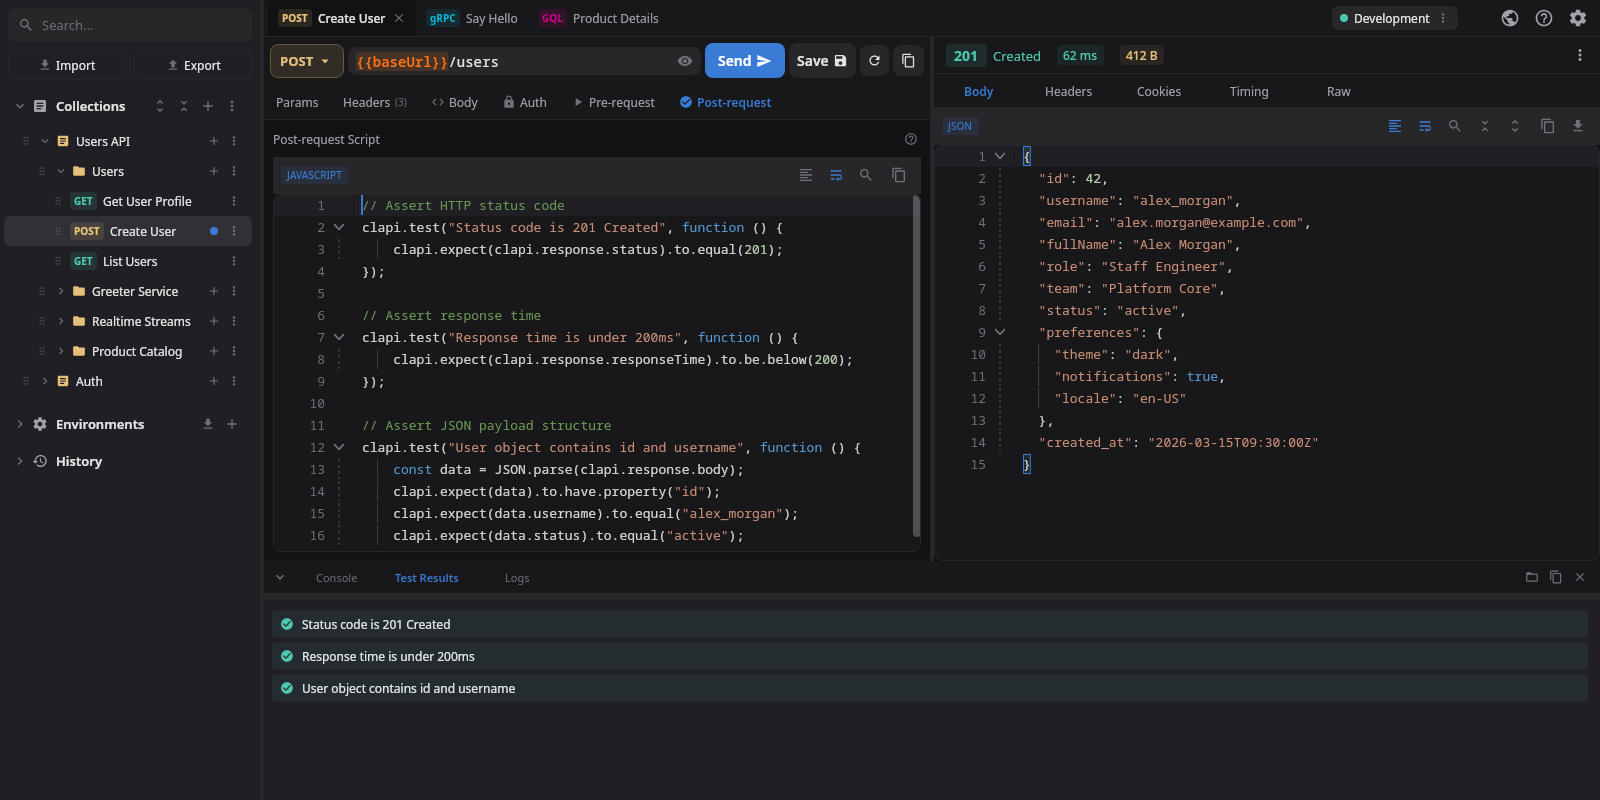 Search...
Import
Export
Collections
Users API
Users
GET Get User Profile
POST Create User
GET List Users
Greeter Service
Realtime Streams
Product Catalog
Auth
Environments
History
POST Create User
gRPC Say Hello
GQL Product Details
Development
POST
{{baseUrl}}/users
Send
Save
Params
Headers (3)
Body
Auth
Pre-request
Post-request
Post-request Script
JAVASCRIPT
1 // Assert HTTP status code
2 clapi.test("Status code is 201 Created", function () {
3 clapi.expect(clapi.response.status).to.equal(201);
4 });
5
6 // Assert response time
7 clapi.test("Response time is under 200ms", function () {
8 clapi.expect(clapi.response.responseTime).to.be.below(200);
9 });
10
11 // Assert JSON payload structure
12 clapi.test("User object contains id and username", function () {
13 const data = JSON.parse(clapi.response.body);
14 clapi.expect(data).to.have.property("id");
15 clapi.expect(data.username).to.equal("alex_morgan");
16 clapi.expect(data.status).to.equal("active");
201 Created 62 ms 412 B
Body
Headers
Cookies
Timing
Raw
JSON
1 {
2 "id": 42,
3 "username": "alex_morgan",
4 "email": "alex.morgan@example.com",
5 "fullName": "Alex Morgan",
6 "role": "Staff Engineer",
7 "team": "Platform Core",
8 "status": "active",
9 "preferences": {
10 "theme": "dark",
11 "notifications": true,
12 "locale": "en-US"
13 },
14 "created_at": "2026-03-15T09:30:00Z"
15 }
Console
Test Results
Logs
Status code is 201 Created
Response time is under 200ms
User object contains id and username